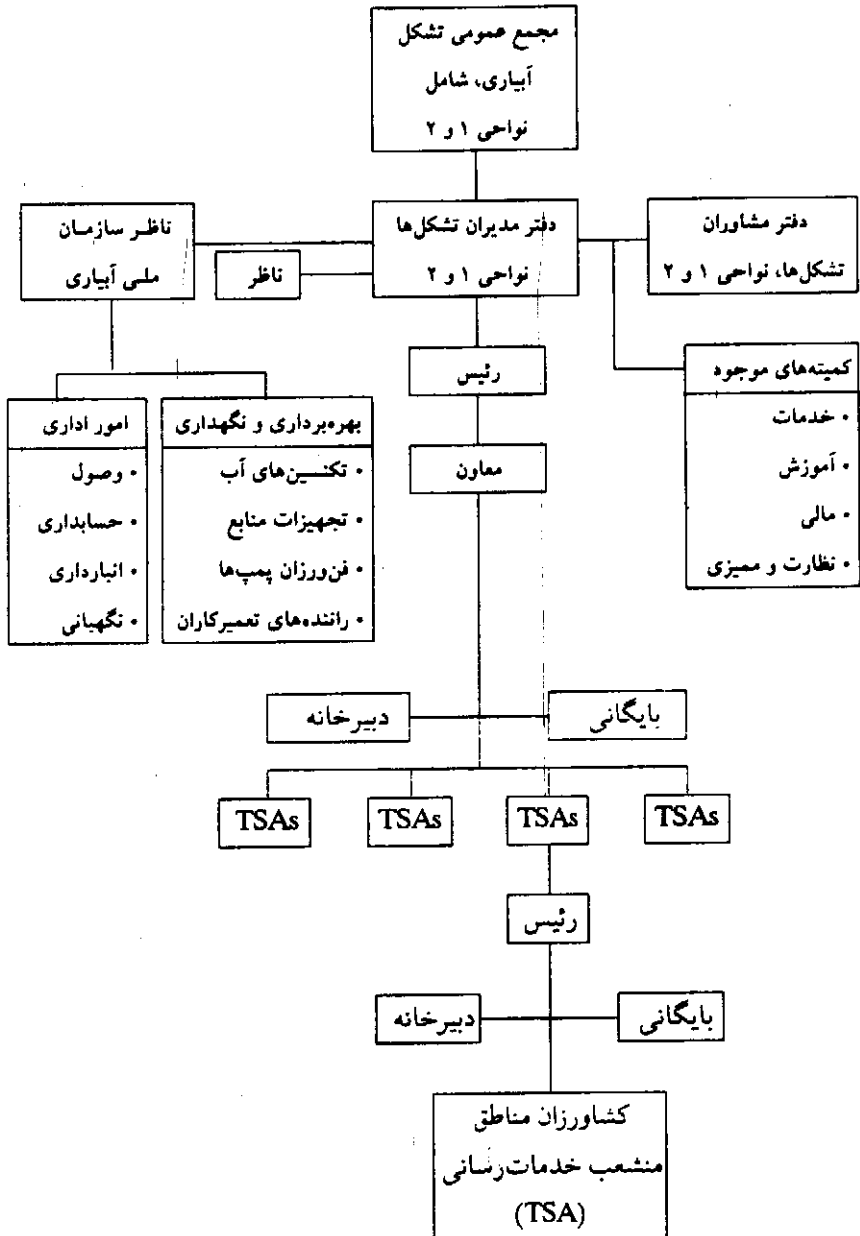 مجمع عمومی تشکل
آبیاری، شامل
نواحی ۱ و ۲
دفتر مشاوران
تشکل‌ها، نواحی ۱ و ۲
دفتر مدیران تشکل‌ها
نواحی ۱ و ۲
ناظر
ناظر سازمان
ملی آبیاری
کمیته‌های موجود
• خدمات
• آموزش
• مالی
• نظارت و ممیزی
رئیس
معاون
بهره‌برداری و نگهداری
• تکنسین‌های آب
• تجهیزات منابع
• فن‌ورزان پمپ‌ها
• راننده‌های تعمیرکاران
امور اداری
• وصول
• حسابداری
• انبارداری
• نگهبانی
بایگانی
دبیرخانه
TSAs
TSAs
TSAs
TSAs
رئیس
بایگانی
دبیرخانه
کشاورزان مناطق
منشعب خدمات‌رسانی
(TSA)